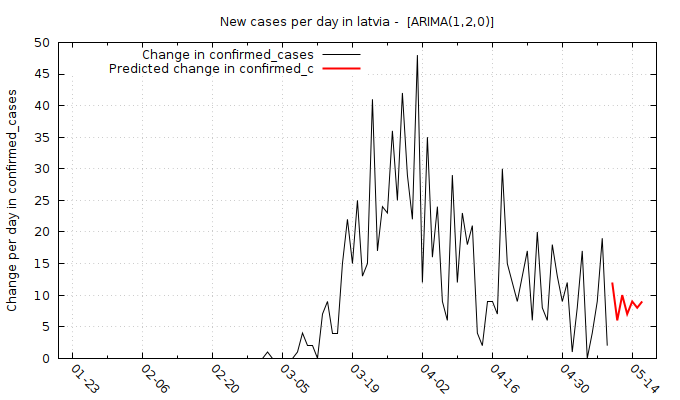 New cases per day in latvia - [ARIMA(1,2,0)]
Change in confirmed_cases
Predicted change in confirmed_c
Change per day in confirmed_cases
50
45
40
35
30
25
20
15
10
5
0
01-23 02-06 02-20 03-05 03-19 04-02 04-16 04-30 05-14